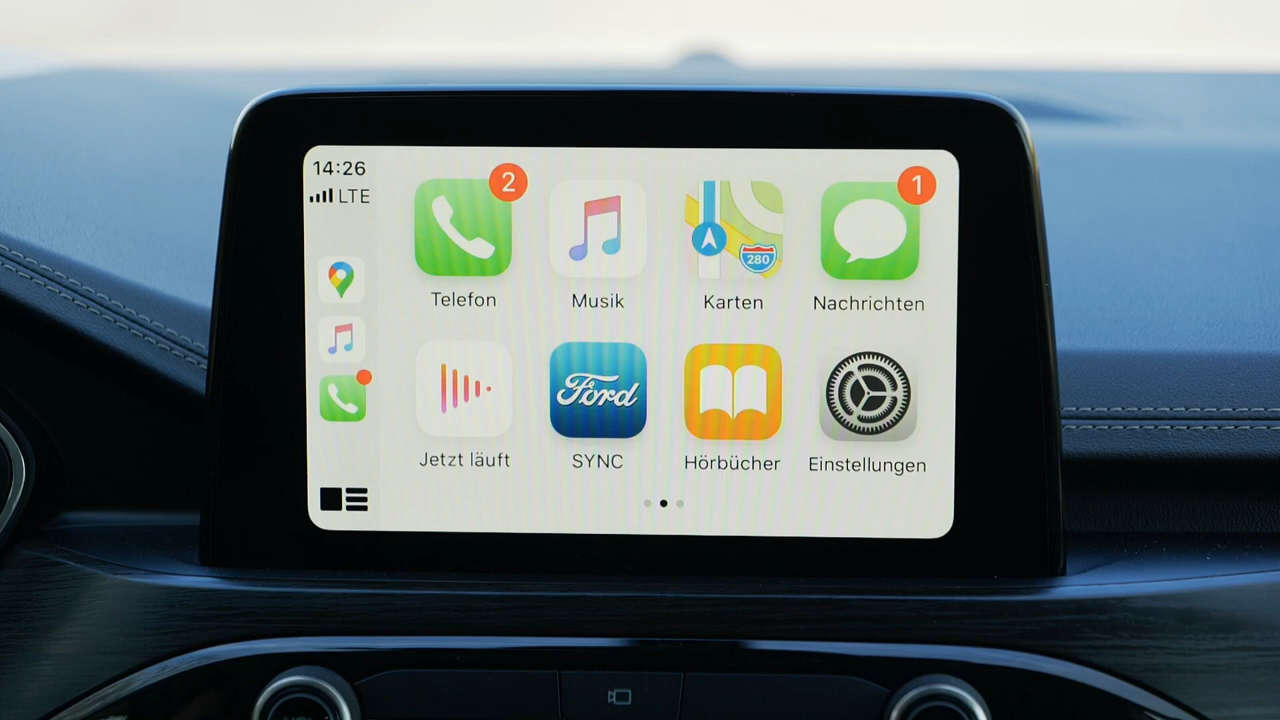 14:26
LTE
2
1
280
Telefon
Musik
Karten
Nachrichten
Ford
Jetzt läuft
SYNC
Hörbücher
Einstellungen